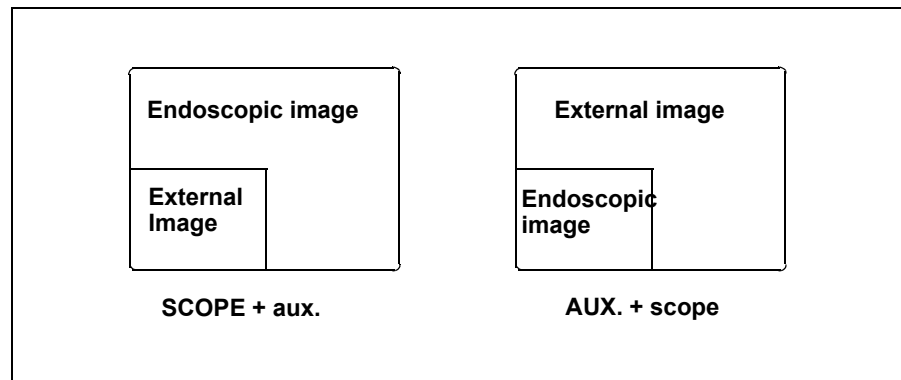 Endoscopic image
External
Image
SCOPE + aux.
External image
Endoscopic
image
AUX. + scope